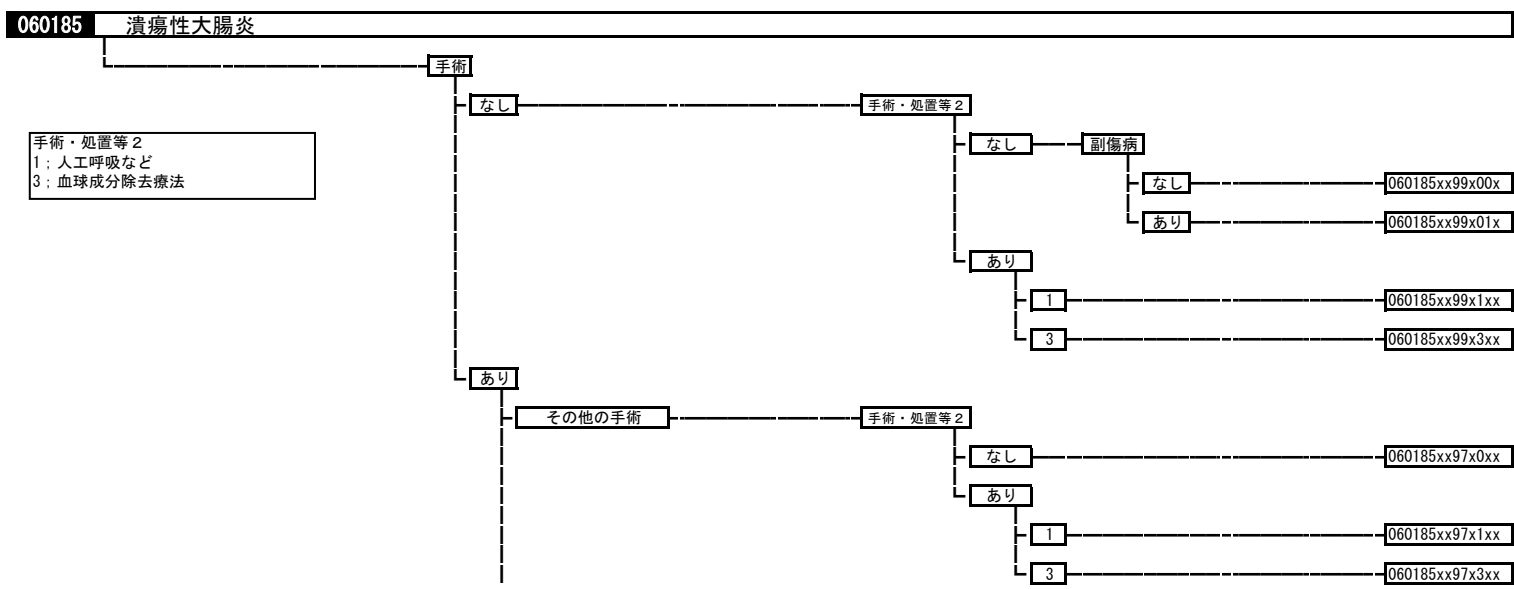 060185 潰瘍性大腸炎
手術
なし 手術・処置等2
手術・処置等2
1;人工呼吸など
3;血球成分除去療法
なし 副傷病
なし 060185xx99x00x
あり 060185xx99x01x
あり
1 060185xx99x1xx
3 060185xx99x3xx
あり
その他の手術 手術・処置等2
なし 060185xx97x0xx
あり
1 060185xx97x1xx
3 060185xx97x3xx